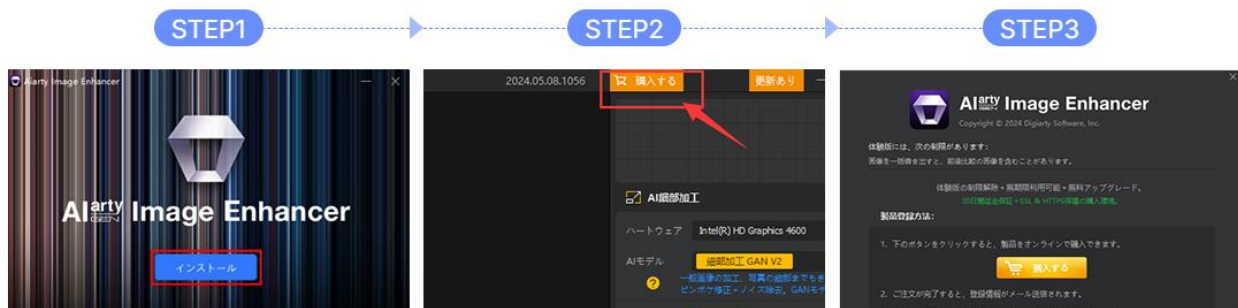 STEP1
STEP2
STEP3
Aiarty Image Enhancer
AIarty Image Enhancer
インストール
2024.05.08.1056
購入する
更新あり
AI細部加工
ハードウェア
Intel(R) HD Graphics 4600
AIモデル
細部加工 GAN V2
一般画像の加工、写真の細部までもき
ピンボケ修正+ノイズ除去。GANモデ
AIarty Image Enhancer
Copyright © 2024 Digiarty Software, Inc.
体験版には、次の制限があります:
画像を一括書き出すと、前後比較の画像を含むことがあります。
体験版の制限解除+無期限利用可能+無料アップグレード。
30日間返金保証+SSL & HTTPS保護の購入環境。
製品登録方法:
1. 下のボタンをクリックすると、製品をオンラインで購入できます。
購入する
2. ご注文が完了すると、登録情報がメール送信されます。